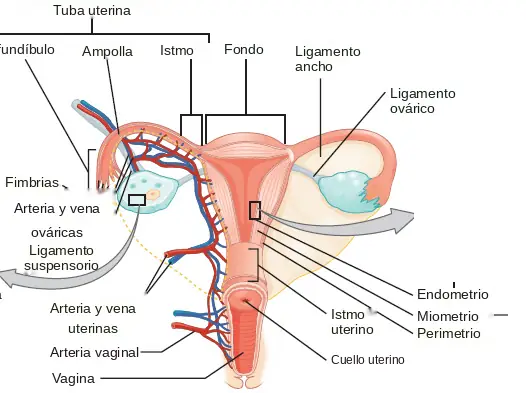 Tuba uterina
fundíbulo
Ampolla
Istmo
Fondo
Ligamento
ancho
Ligamento
ovárico
Fimbrias
Arteria y vena
ováricas
Ligamento
suspensorio
Arteria y vena
uterinas
Arteria vaginal
Vagina
Endometrio
Miometrio
Perimetrio
Istmo
uterino
Cuello uterino